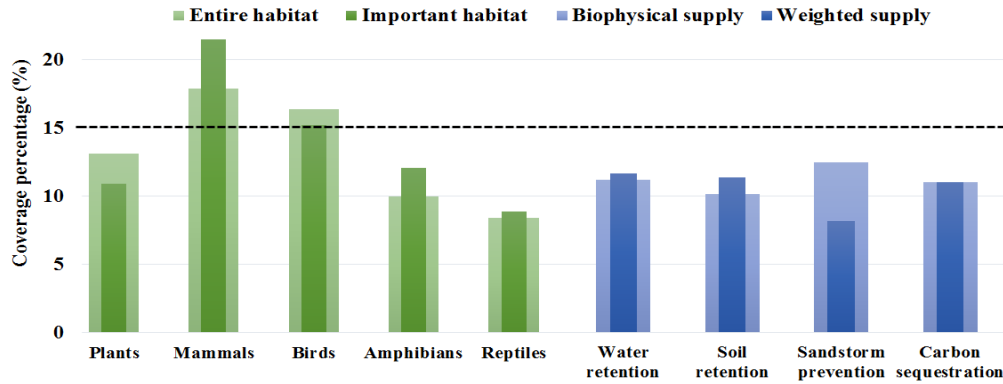 Entire habitat Important habitat Biophysical supply Weighted supply
Coverage percentage (%)
20
15
10
5
0
Plants Mammals Birds Amphibians Reptiles Water retention Soil retention Sandstorm prevention Carbon sequestration